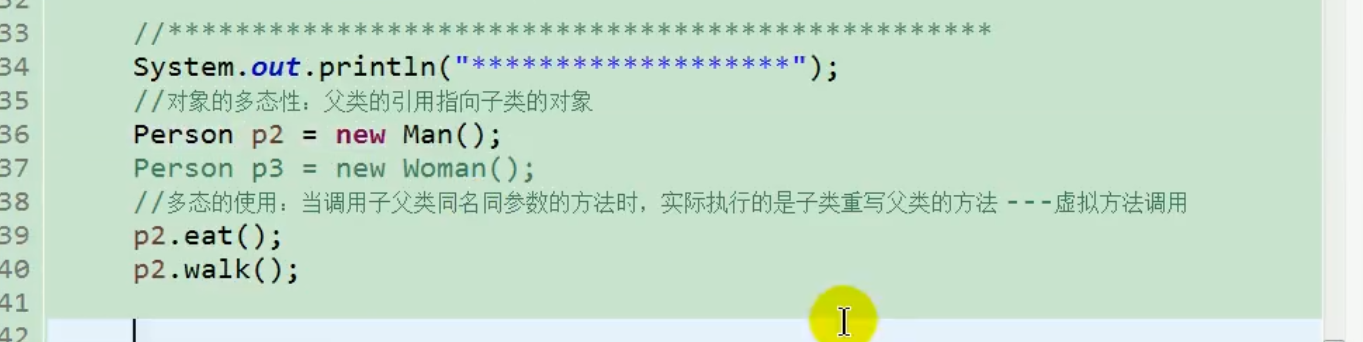 33 //*************************************************
34 System.out.println("*******************");
35 //对象的多态性：父类的引用指向子类的对象
36 Person p2 = new Man();
37 Person p3 = new Woman();
38 //多态的使用：当调用子父类同名同参数的方法时，实际执行的是子类重写父类的方法 ---虚拟方法调用
39 p2.eat();
40 p2.walk();
41
42